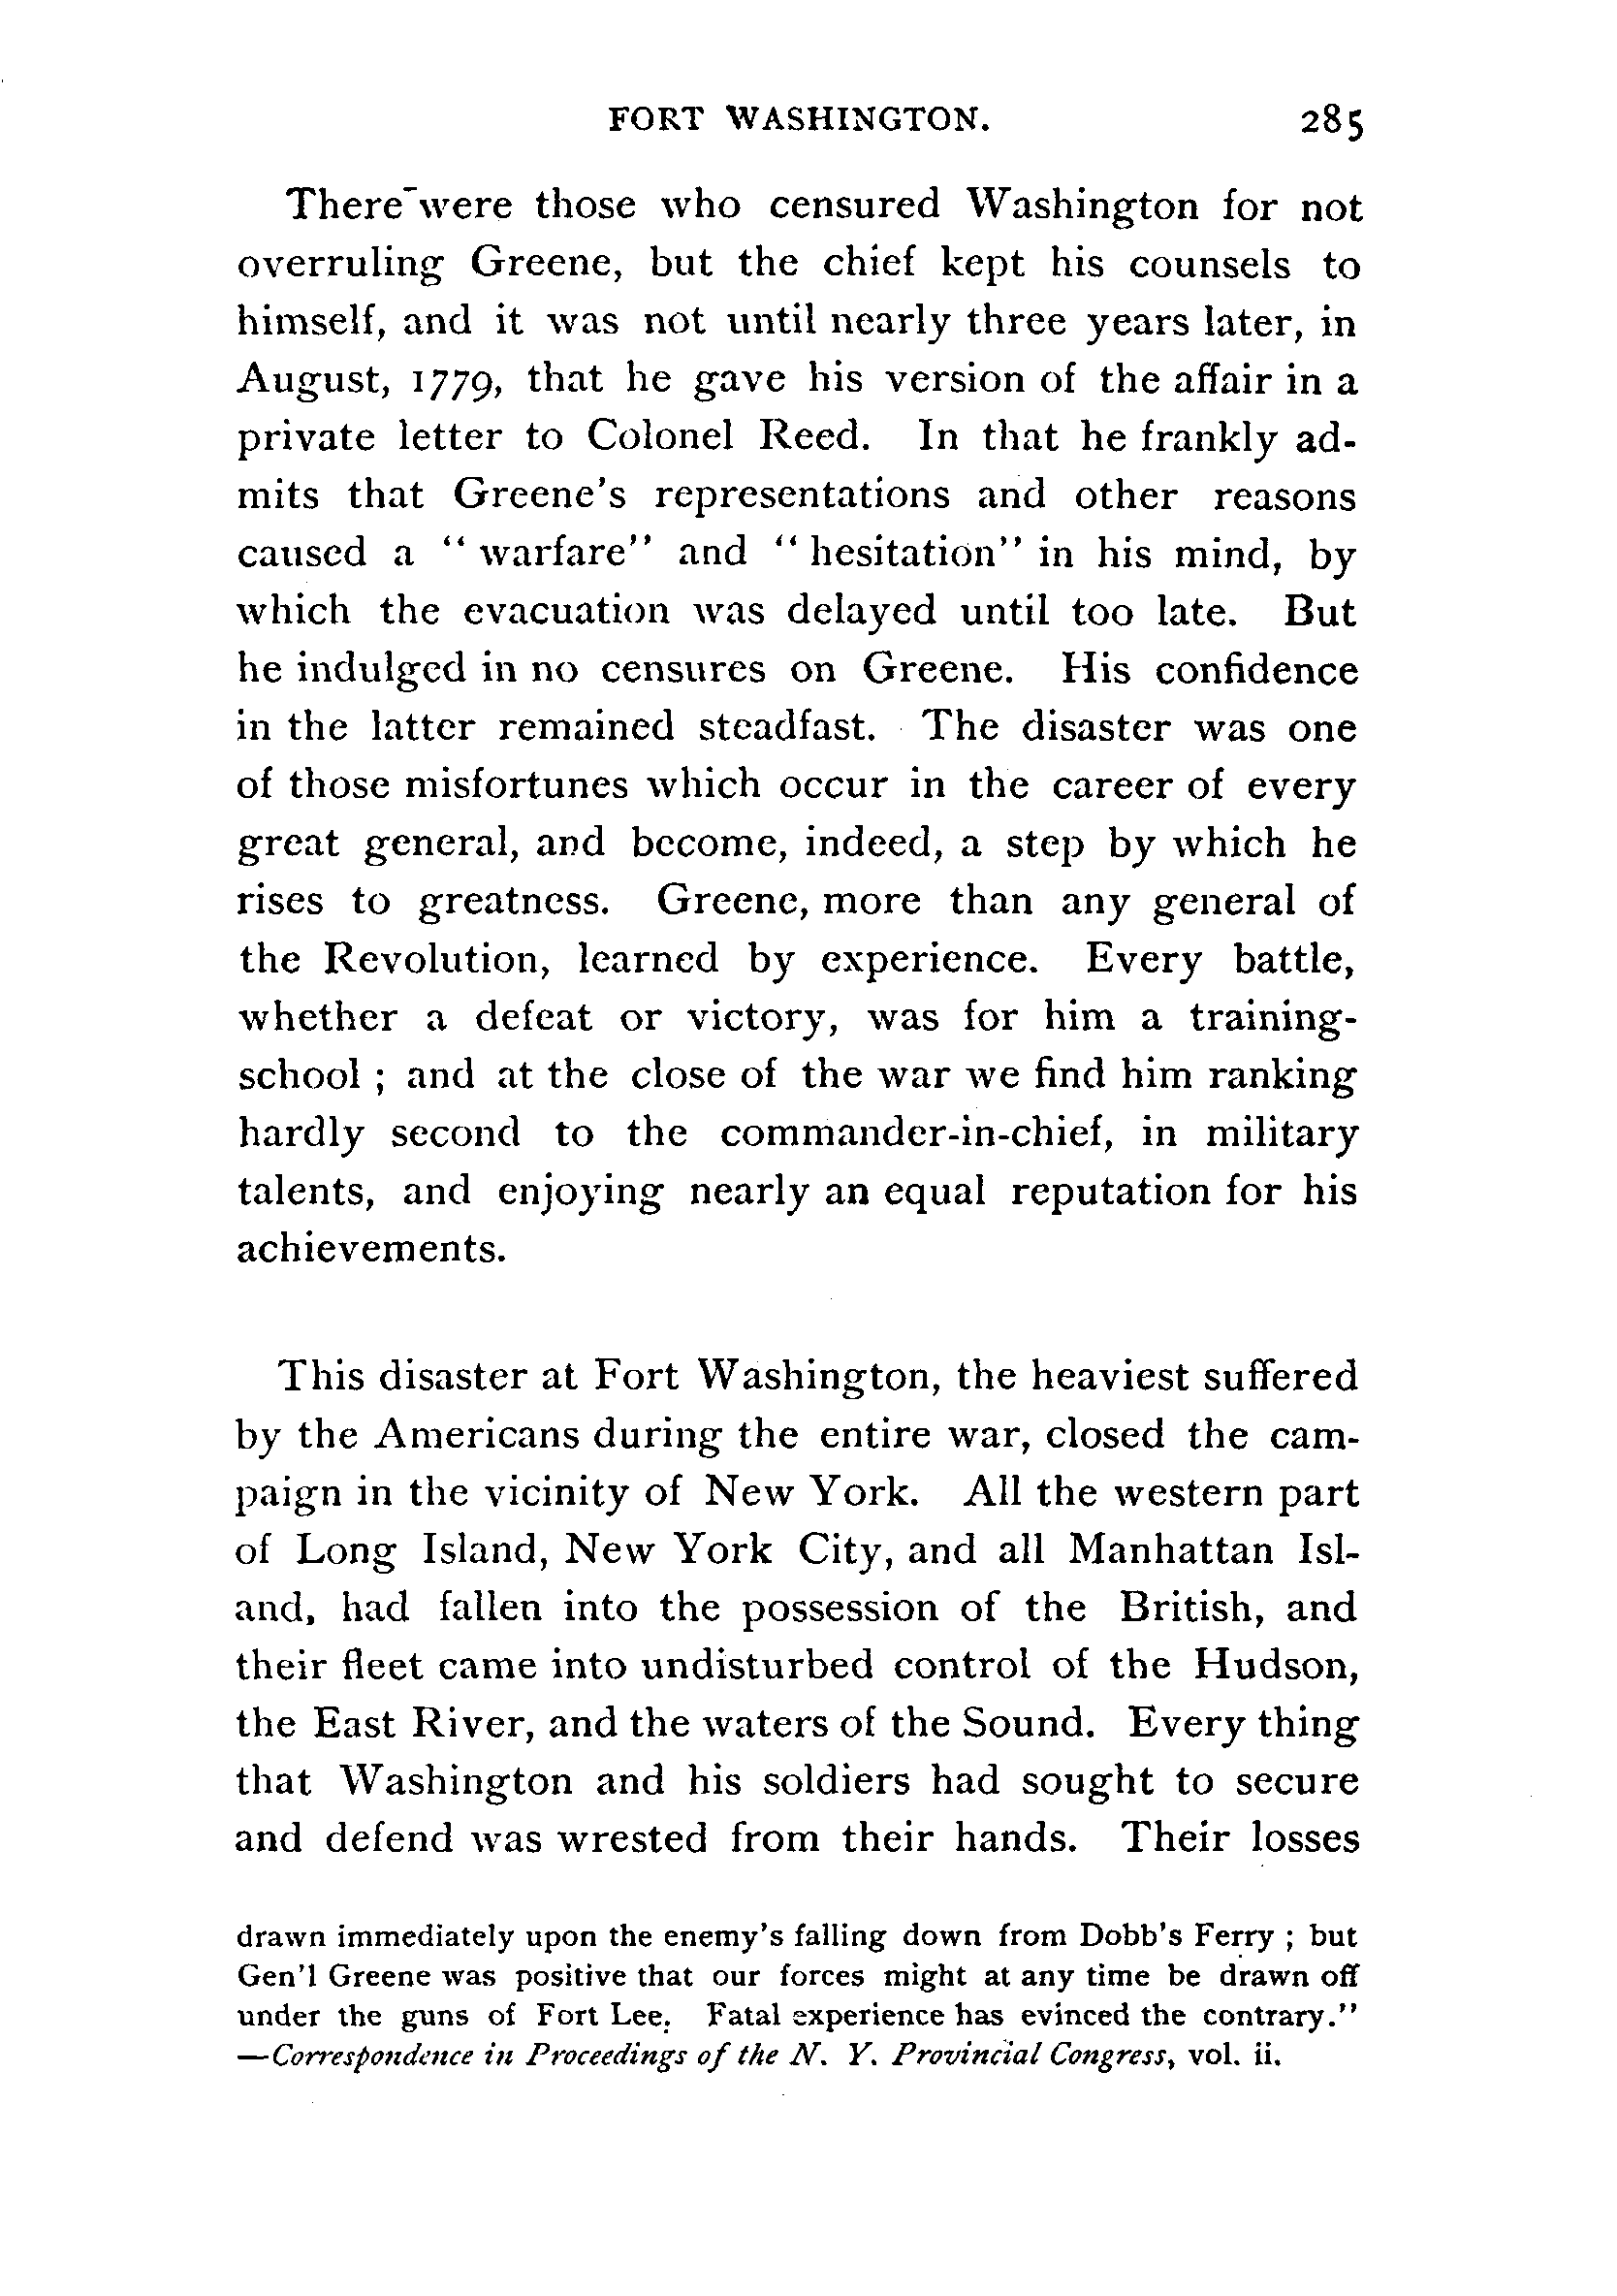 FORT WASHINGTON. 285
There were those who censured Washington for not
overruling Greene, but the chief kept his counsels to
himself, and it was not until nearly three years later, in
August, 1779, that he gave his version of the affair in a
private letter to Colonel Reed. In that he frankly ad-
mits that Greene's representations and other reasons
caused a "warfare" and "hesitation" in his mind, by
which the evacuation was delayed until too late. But
he indulged in no censures on Greene. His confidence
in the latter remained steadfast. The disaster was one
of those misfortunes which occur in the career of every
great general, and become, indeed, a step by which he
rises to greatness. Greene, more than any general of
the Revolution, learned by experience. Every battle,
whether a defeat or victory, was for him a training-
school ; and at the close of the war we find him ranking
hardly second to the commander-in-chief, in military
talents, and enjoying nearly an equal reputation for his
achievements.
This disaster at Fort Washington, the heaviest suffered
by the Americans during the entire war, closed the cam-
paign in the vicinity of New York. All the western part
of Long Island, New York City, and all Manhattan Isl-
and, had fallen into the possession of the British, and
their fleet came into undisturbed control of the Hudson,
the East River, and the waters of the Sound. Every thing
that Washington and his soldiers had sought to secure
and defend was wrested from their hands. Their losses
drawn immediately upon the enemy's falling down from Dobb's Ferry ; but
Gen'l Greene was positive that our forces might at any time be drawn off
under the guns of Fort Lee. Fatal experience has evinced the contrary."
—Correspondence in Proceedings of the N. Y. Provincial Congress, vol. ii.